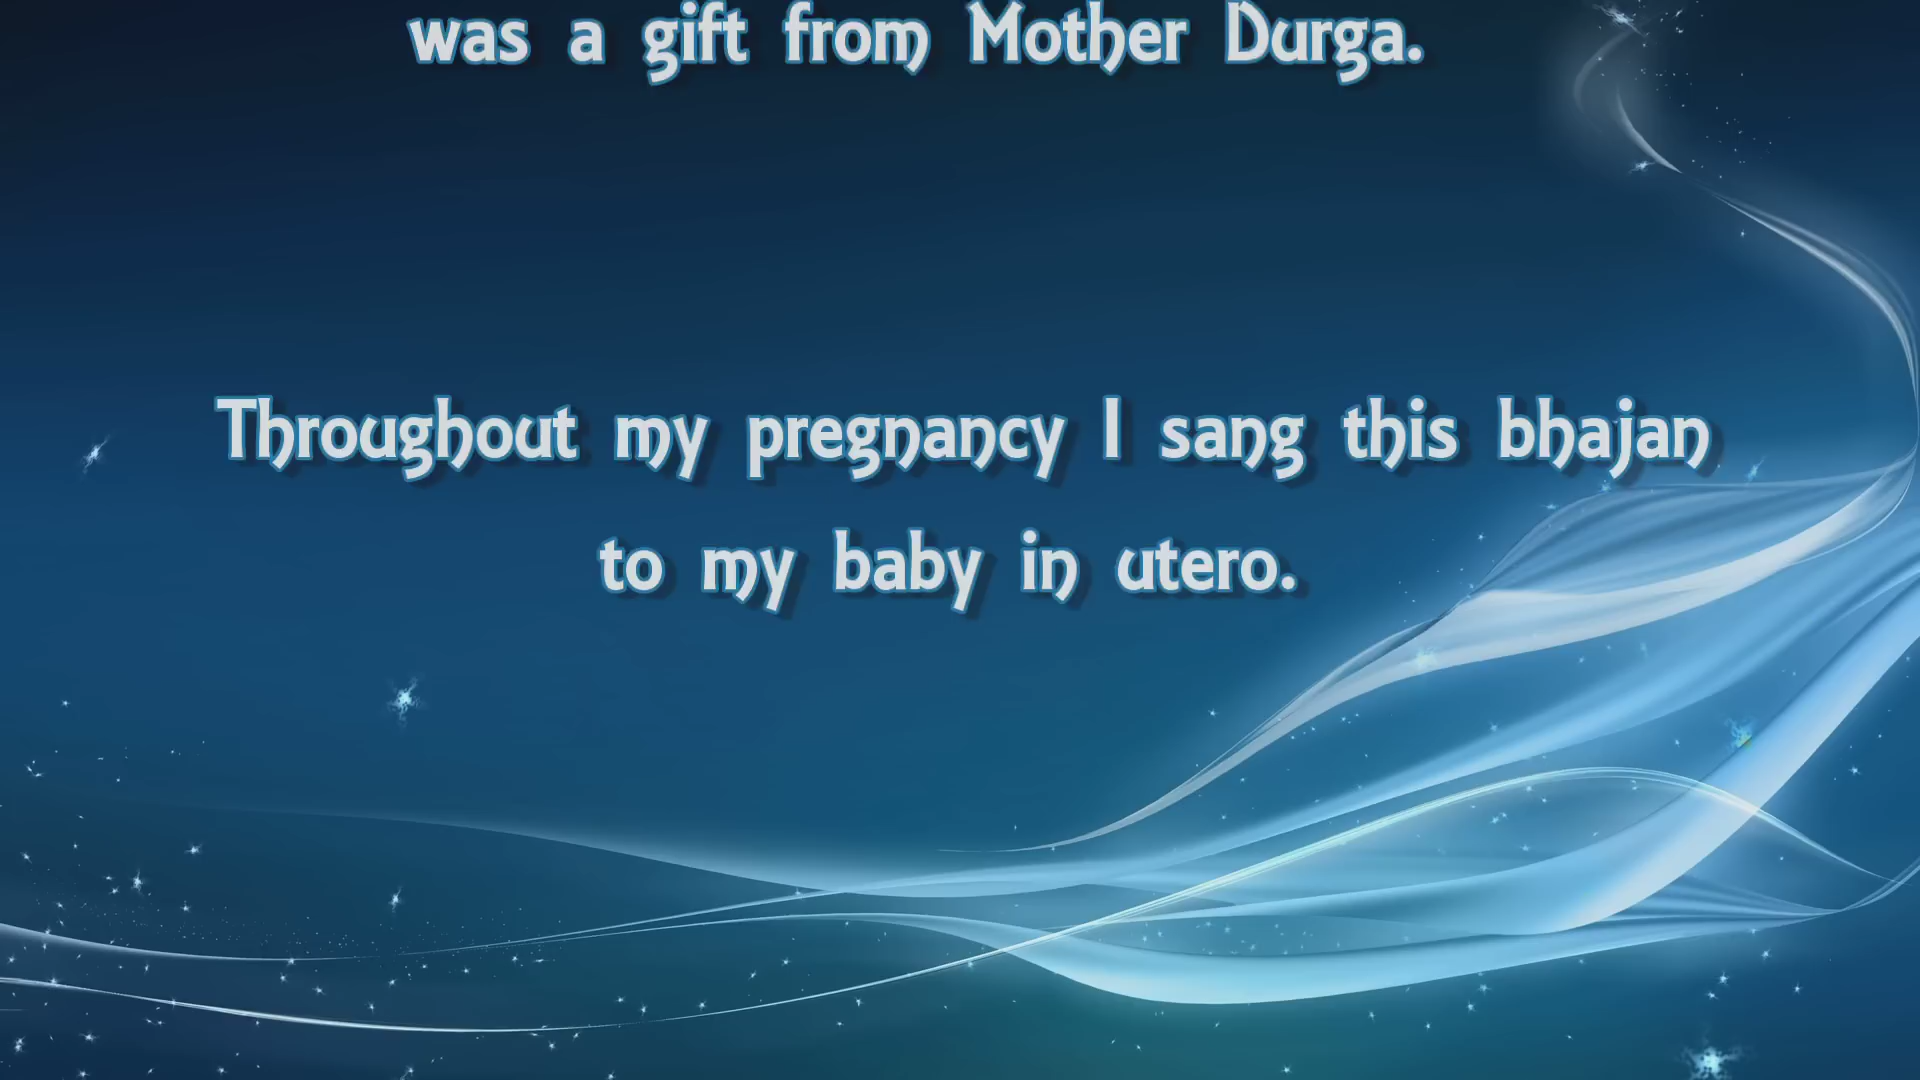 was a gift from Mother Durga.
Throughout my pregnancy I sang this bhajan
to my baby in utero.